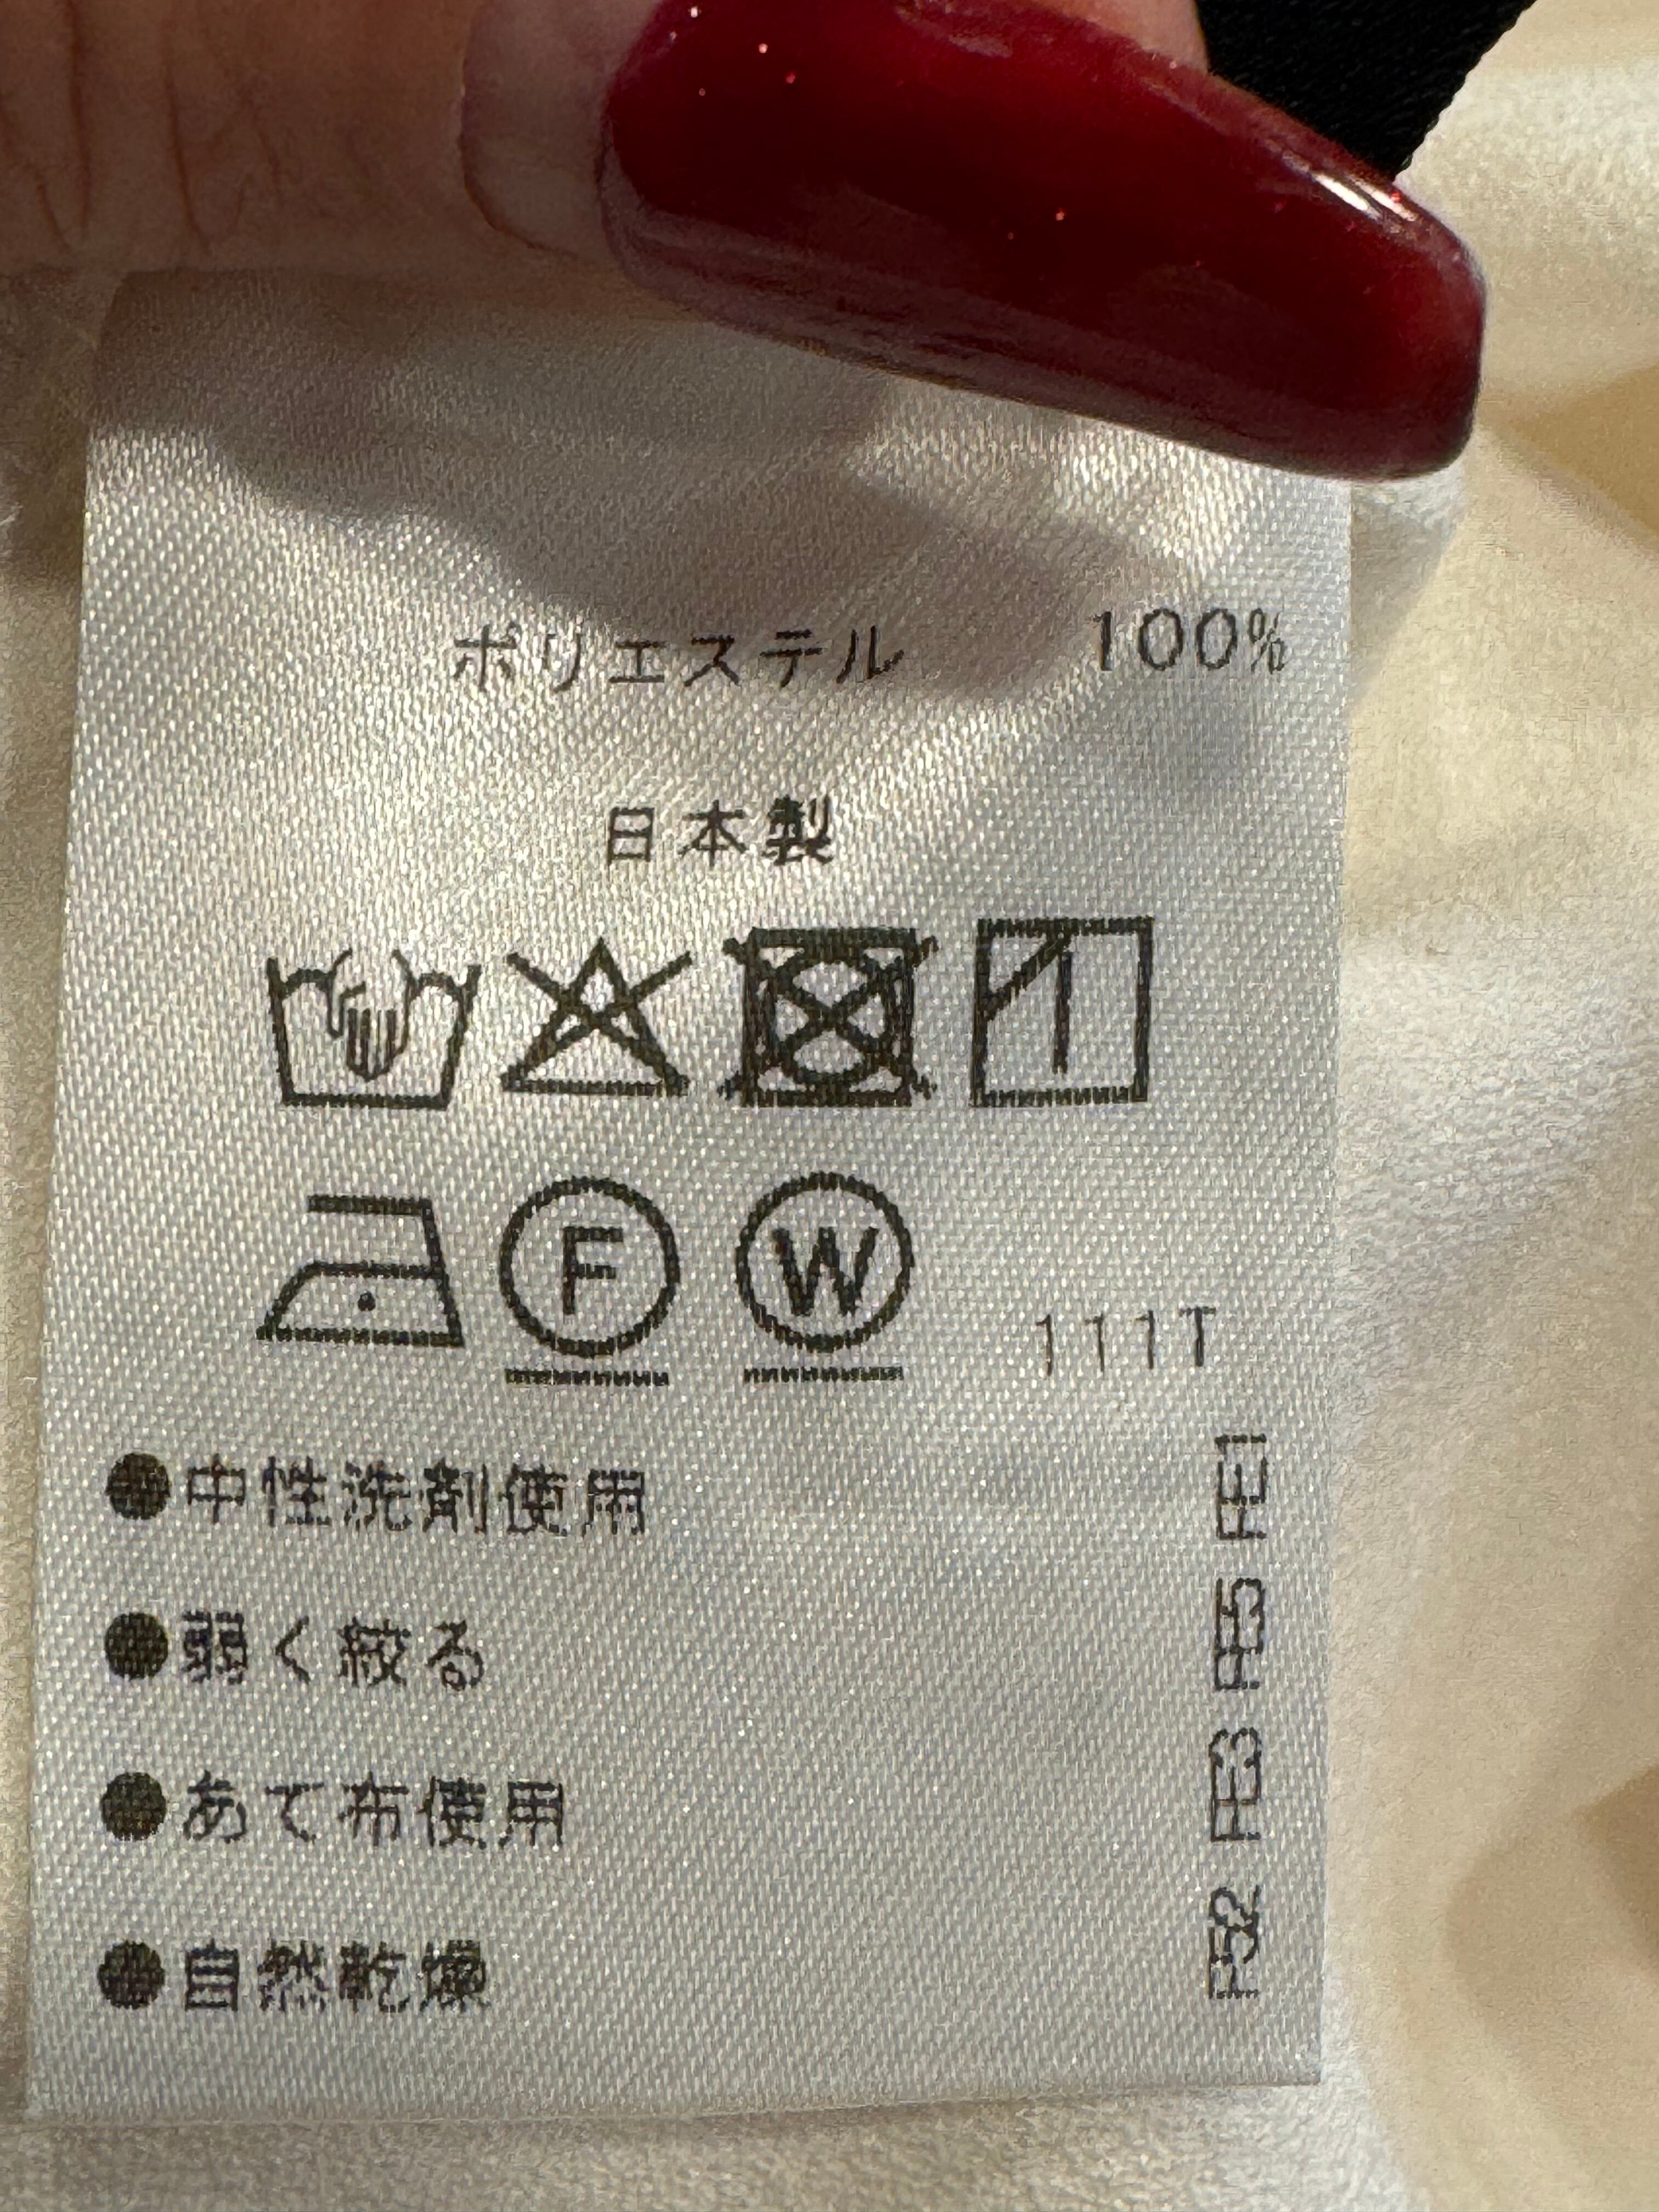 ポリエステル 100%
日本製
F W 111T
●中性洗剤使用
●弱く絞る
●あて布使用
●自然乾燥